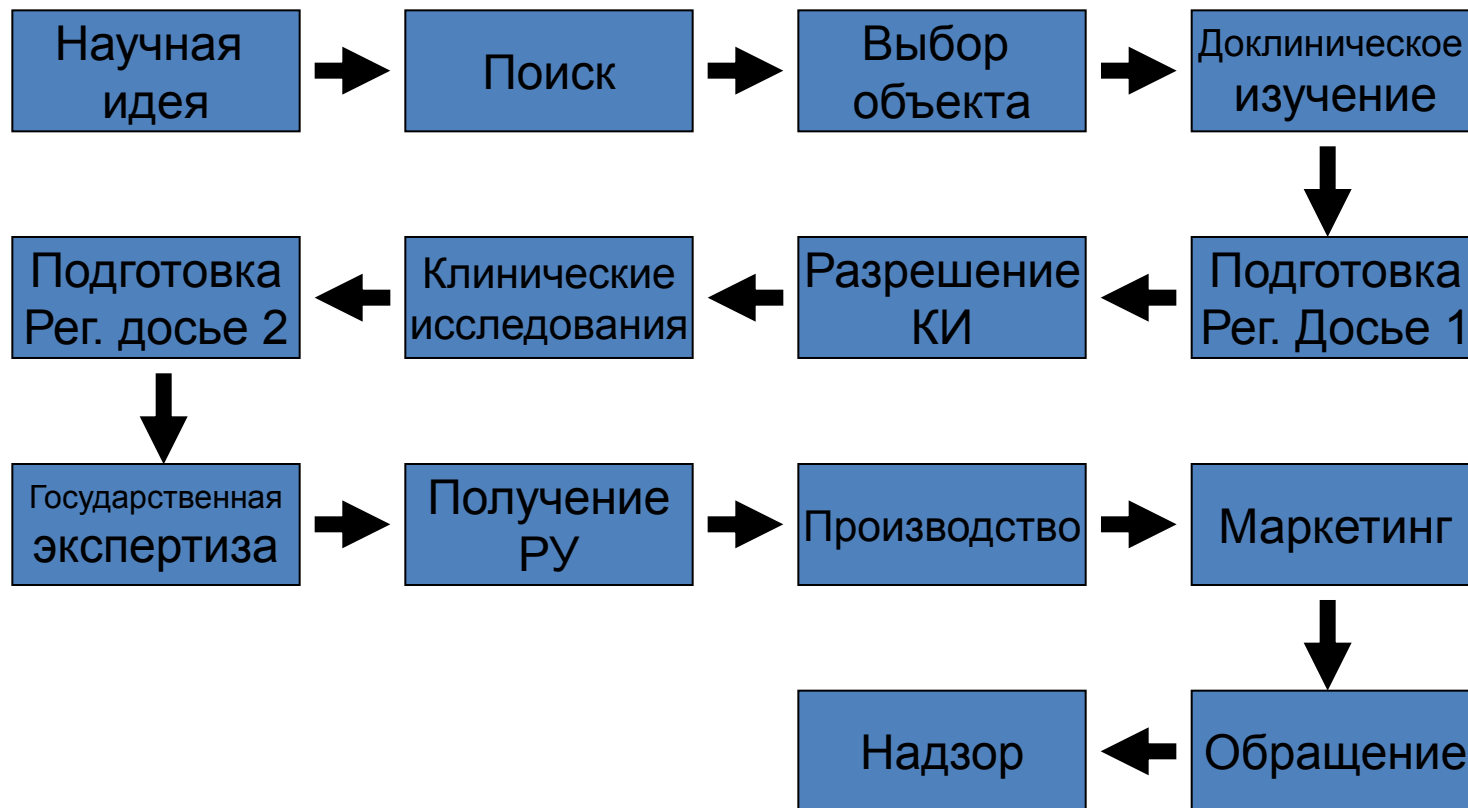 Научная
идея
Поиск
Выбор
объекта
Доклиническое
изучение
Подготовка
Рег. Досье 1
Разрешение
КИ
Клинические
исследования
Подготовка
Рег. досье 2
Государственная
экспертиза
Получение
РУ
Производство
Маркетинг
Обращение
Надзор